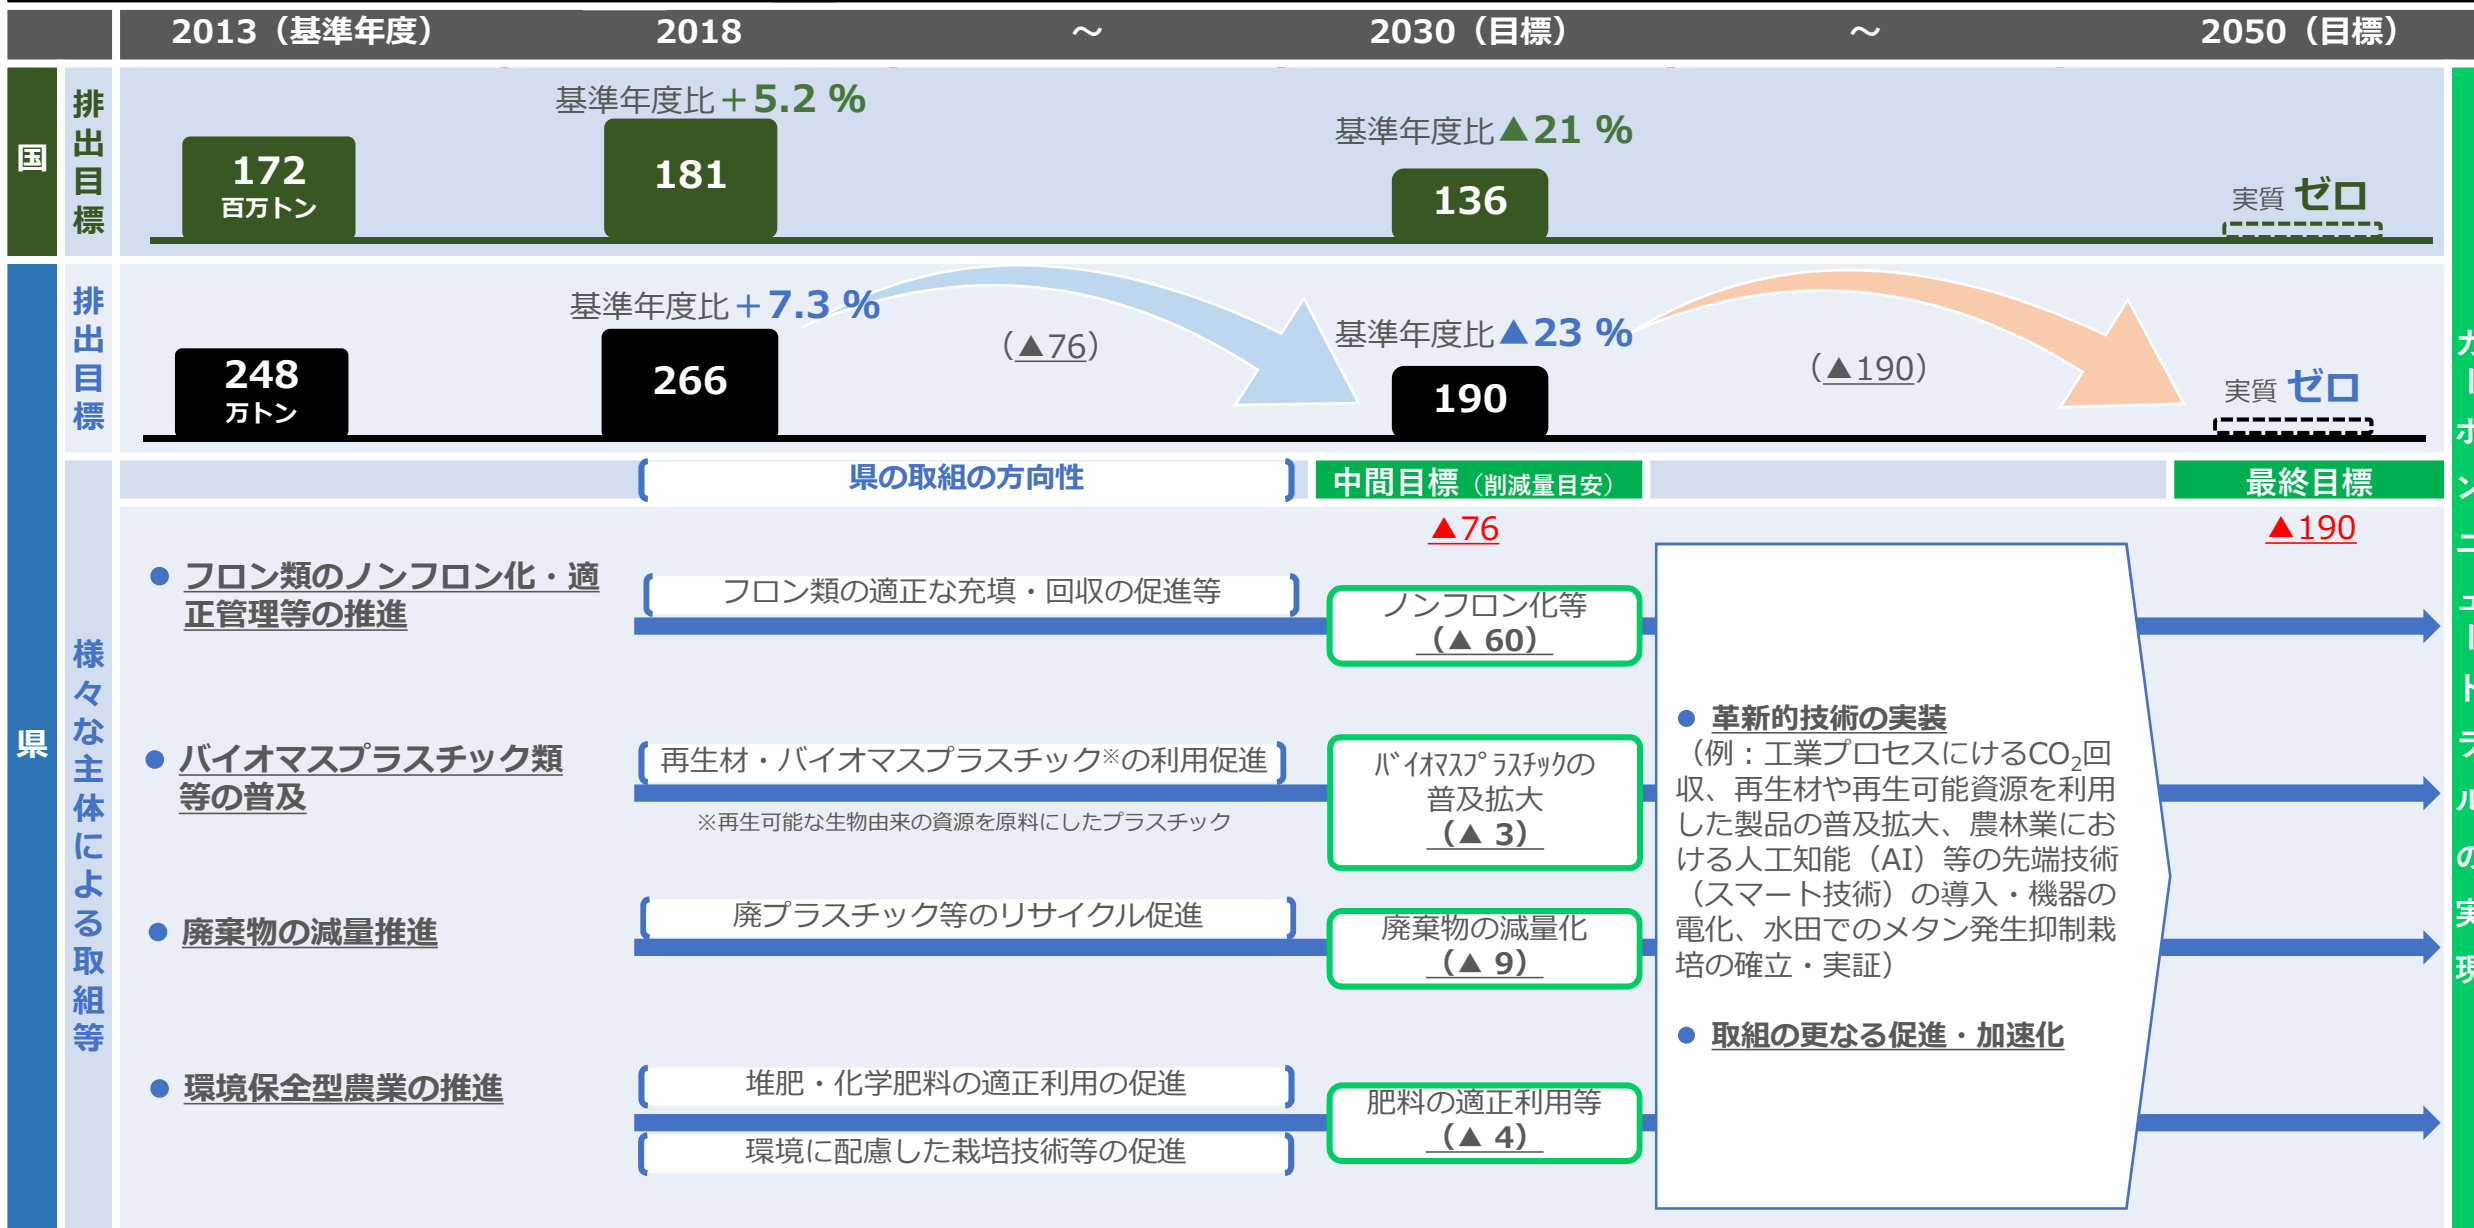 2013（基準年度）
2018
～
2030（目標）
～
2050（目標）
国
排出目標
基準年度比＋5.2 %
基準年度比▲21 %
172
百万トン
181
136
実質 ゼロ
県
排出目標
基準年度比＋7.3 %
（▲76）
基準年度比▲23 %
（▲190）
248
万トン
266
190
実質 ゼロ
様々な主体による取組等
県の取組の方向性
中間目標（削減量目安）
最終目標
▲76
▲190
● フロン類のノンフロン化・適
正管理等の推進
フロン類の適正な充填・回収の促進等
ノンフロン化等
（▲ 60）
● バイオマスプラスチック類
等の普及
再生材・バイオマスプラスチック※の利用促進
※再生可能な生物由来の資源を原料にしたプラスチック
ﾊﾞｲｵﾏｽﾌﾟﾗｽﾁｯｸの
普及拡大
（▲ 3）
● 廃棄物の減量推進
廃プラスチック等のリサイクル促進
廃棄物の減量化
（▲ 9）
● 環境保全型農業の推進
堆肥・化学肥料の適正利用の促進
環境に配慮した栽培技術等の促進
肥料の適正利用等
（▲ 4）
● 革新的技術の実装
（例：工業プロセスにけるCO₂回
収、再生材や再生可能資源を利用
した製品の普及拡大、農林業にお
ける人工知能（AI）等の先端技術
（スマート技術）の導入・機器の
電化、水田でのメタン発生抑制栽
培の確立・実証）
● 取組の更なる促進・加速化
カーボンニュートラルの実現